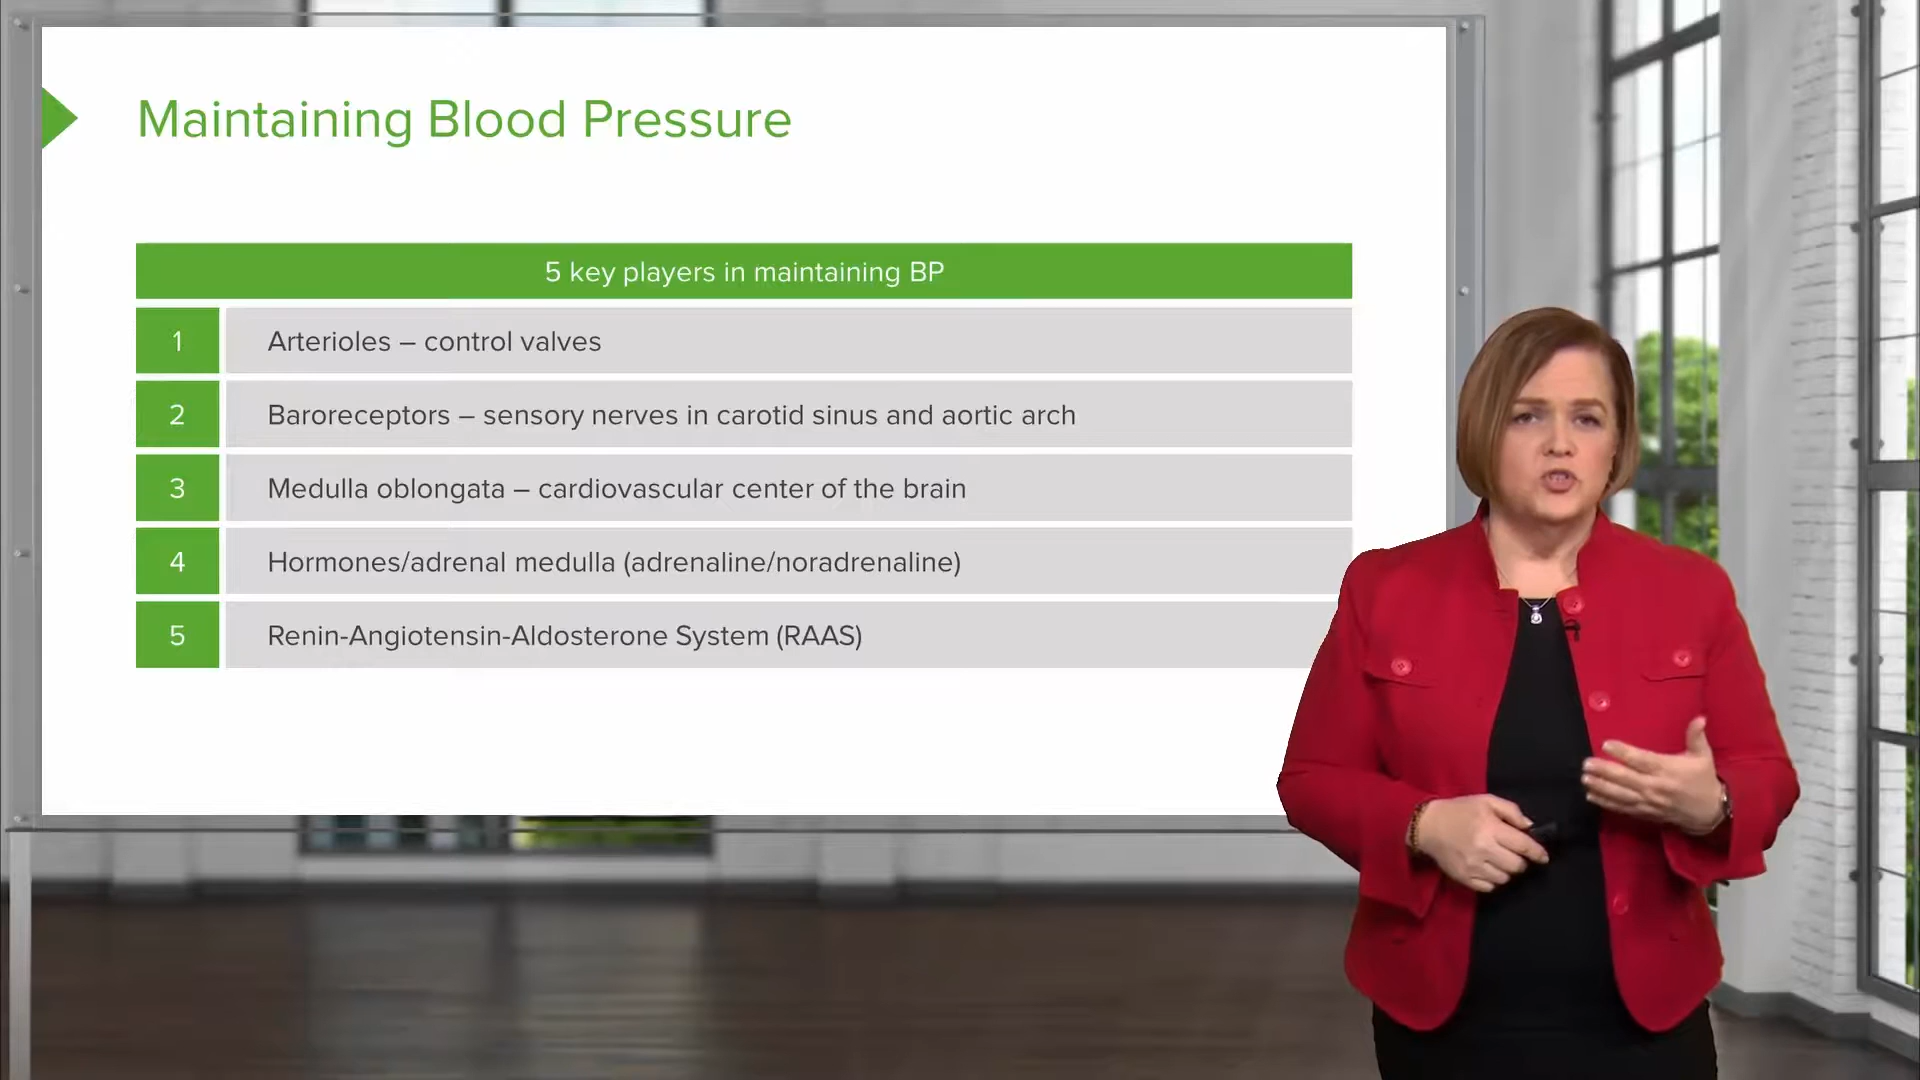 Maintaining Blood Pressure
5 key players in maintaining BP
1 Arterioles – control valves
2 Baroreceptors – sensory nerves in carotid sinus and aortic arch
3 Medulla oblongata – cardiovascular center of the brain
4 Hormones/adrenal medulla (adrenaline/noradrenaline)
5 Renin-Angiotensin-Aldosterone System (RAAS)